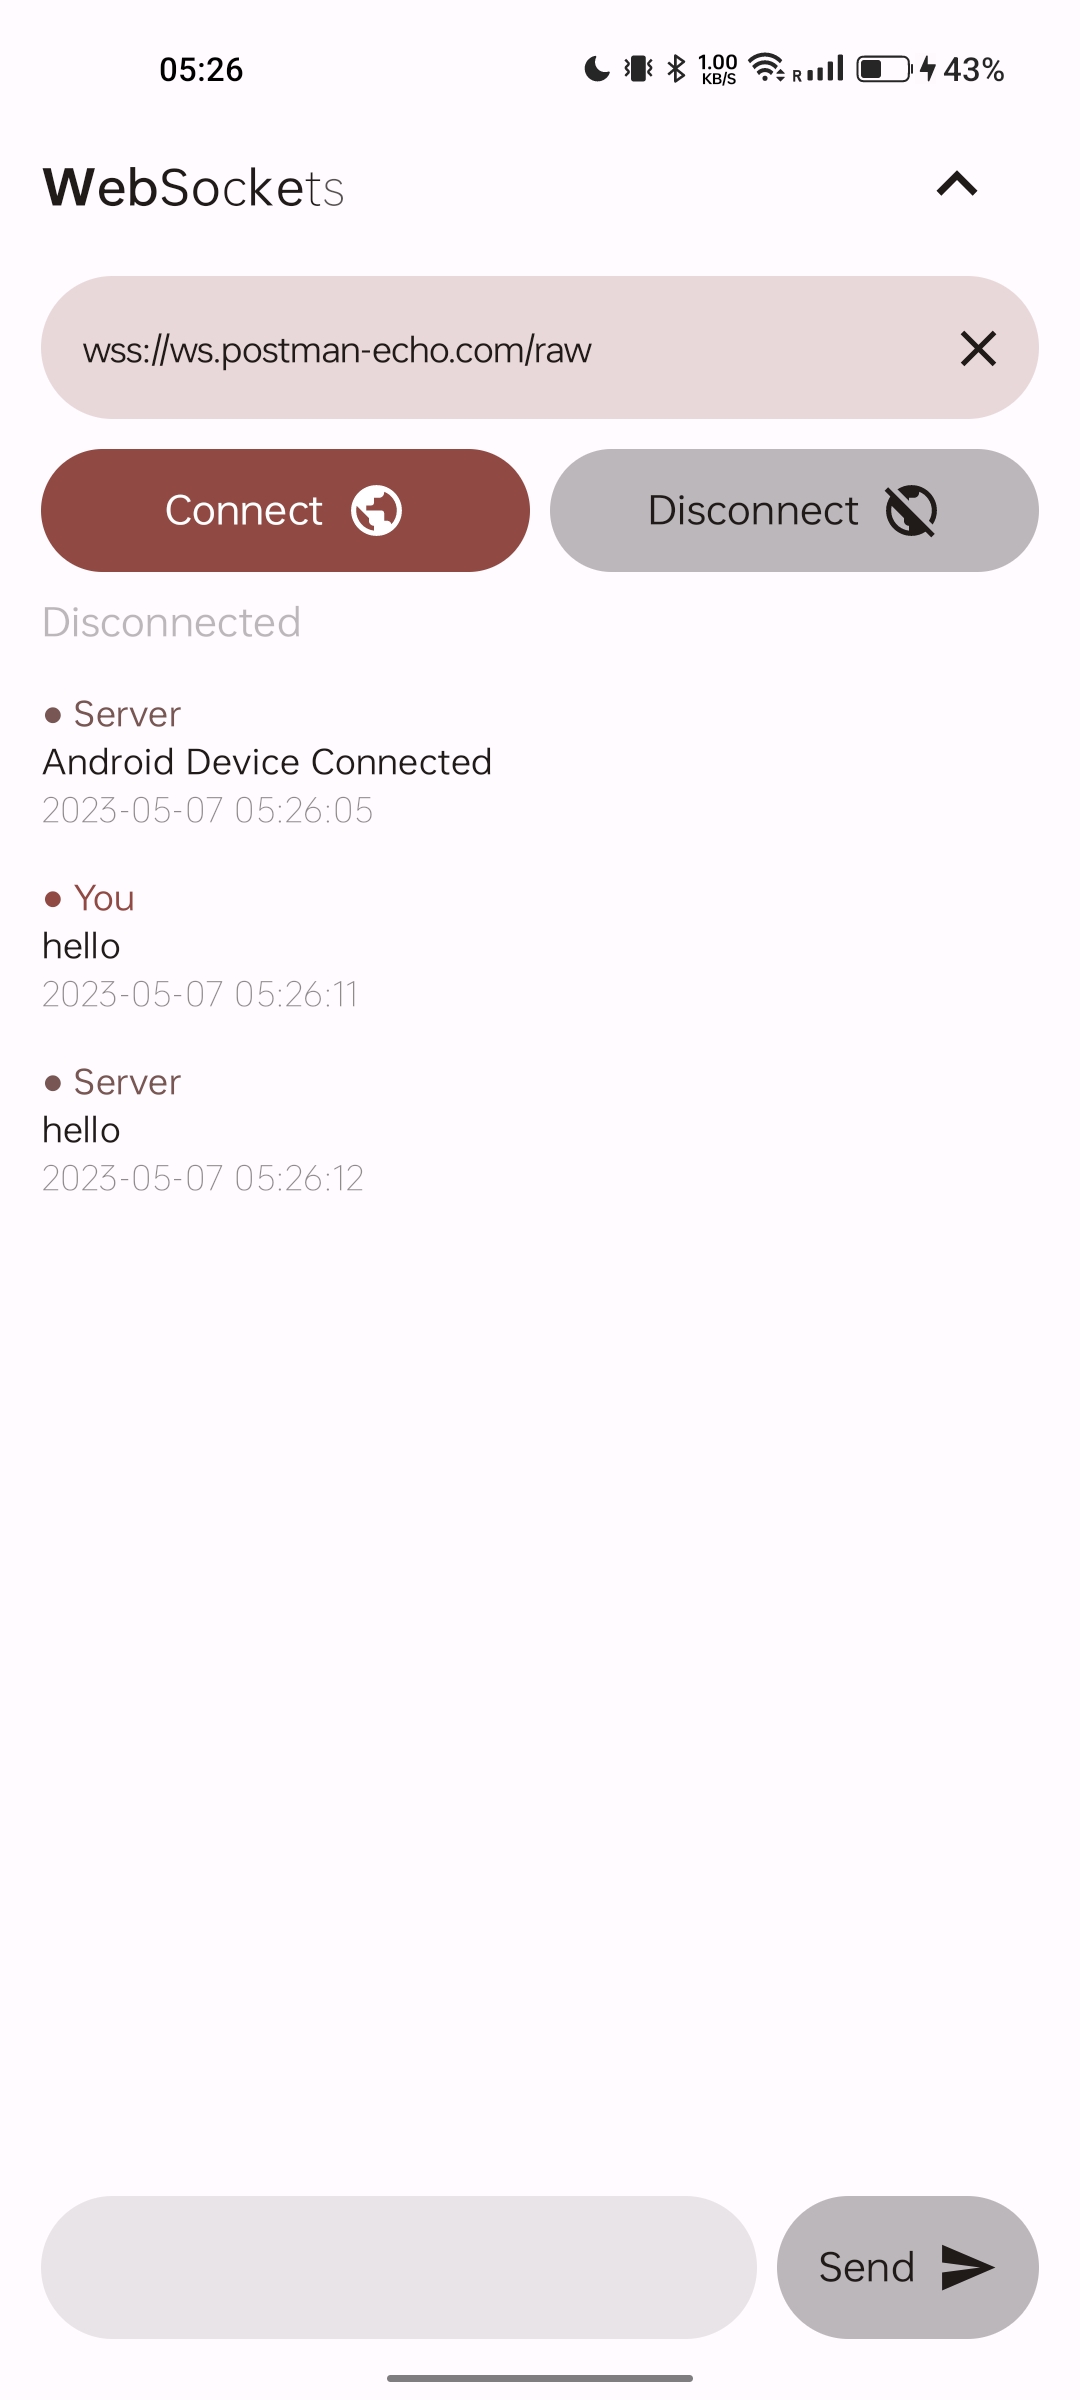 05:26
1.00 KB/S R 43%
WebSockets
wss://ws.postman-echo.com/raw
Connect Disconnect
Disconnected
• Server
Android Device Connected
2023-05-07 05:26:05
• You
hello
2023-05-07 05:26:11
• Server
hello
2023-05-07 05:26:12
Send